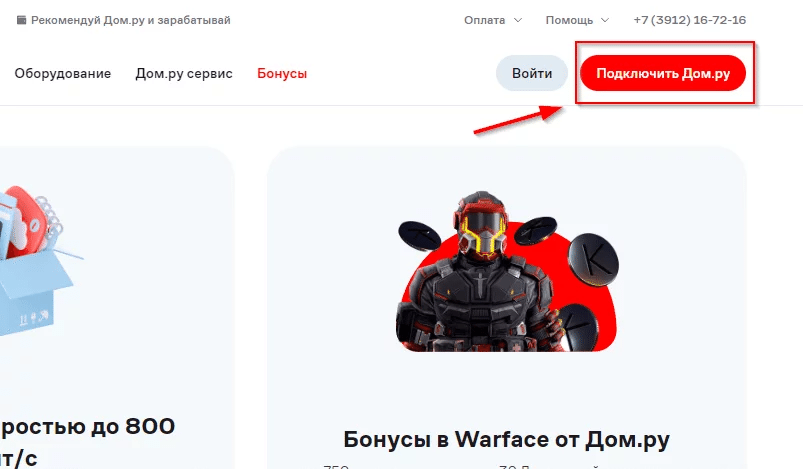 Рекомендуй Дом.ру и зарабатывай Оплата Помощь +7 (3912) 16-72-16
Оборудование Дом.ру сервис Бонусы Войти Подключить Дом.ру
K
K
ростью до 800
ит/с
Бонусы в Warface от Дом.ру